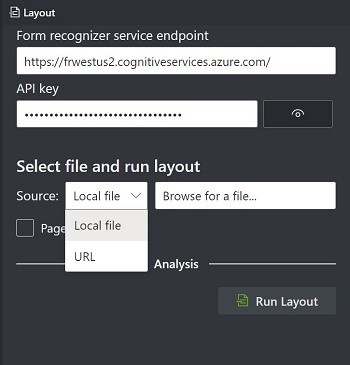 Layout
Form recognizer service endpoint
https://frwestus2.cognitiveservices.azure.com/
API key
••••••••••••••••••••••••••••••••
Select file and run layout
Source: Local file Browse for a file...
Local file
Page
URL
Analysis
Run Layout